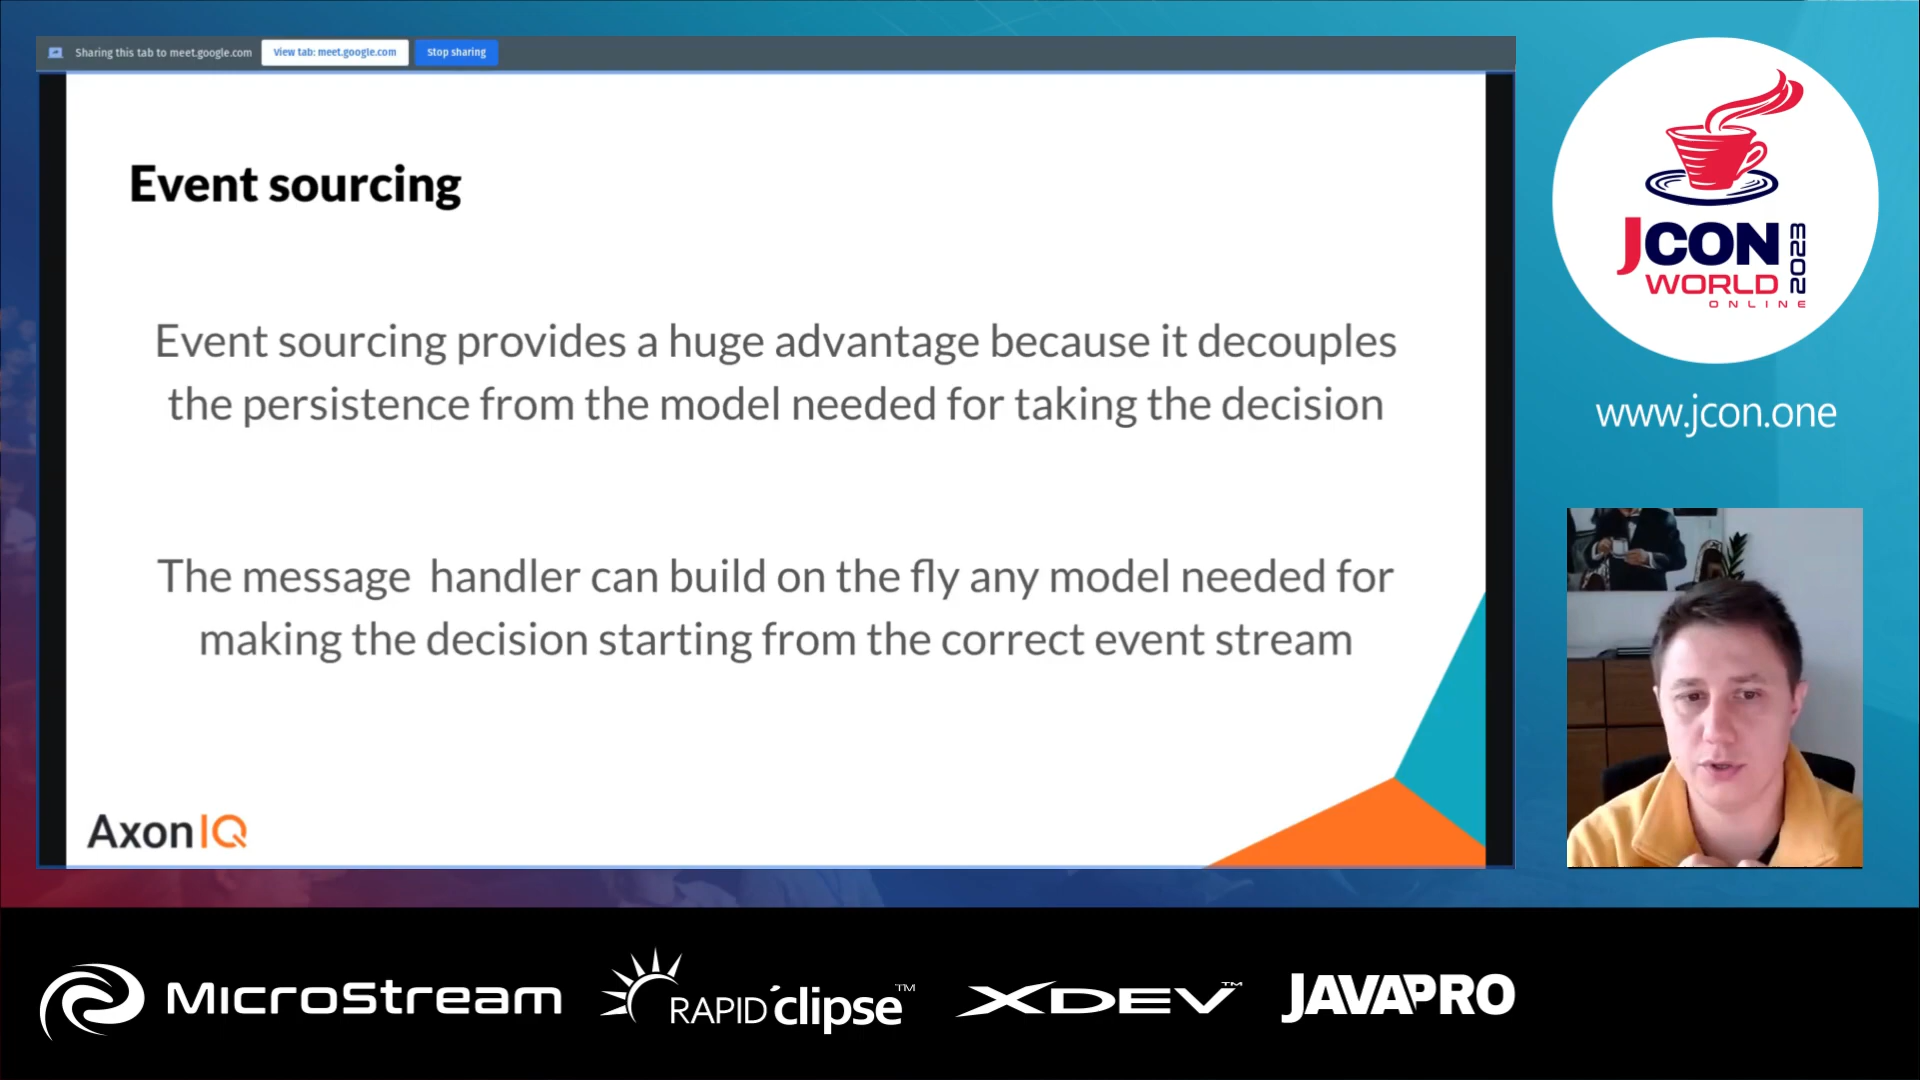 Sharing this tab to meet.google.com View tab: meet.google.com Stop sharing
Event sourcing
Event sourcing provides a huge advantage because it decouples
the persistence from the model needed for taking the decision
The message handler can build on the fly any model needed for
making the decision starting from the correct event stream
AxonIQ
JCON
WORLD
ONLINE
2023
www.jcon.one
MicroStream
RAPID'clipse™
XDEV™
JAVAPRO